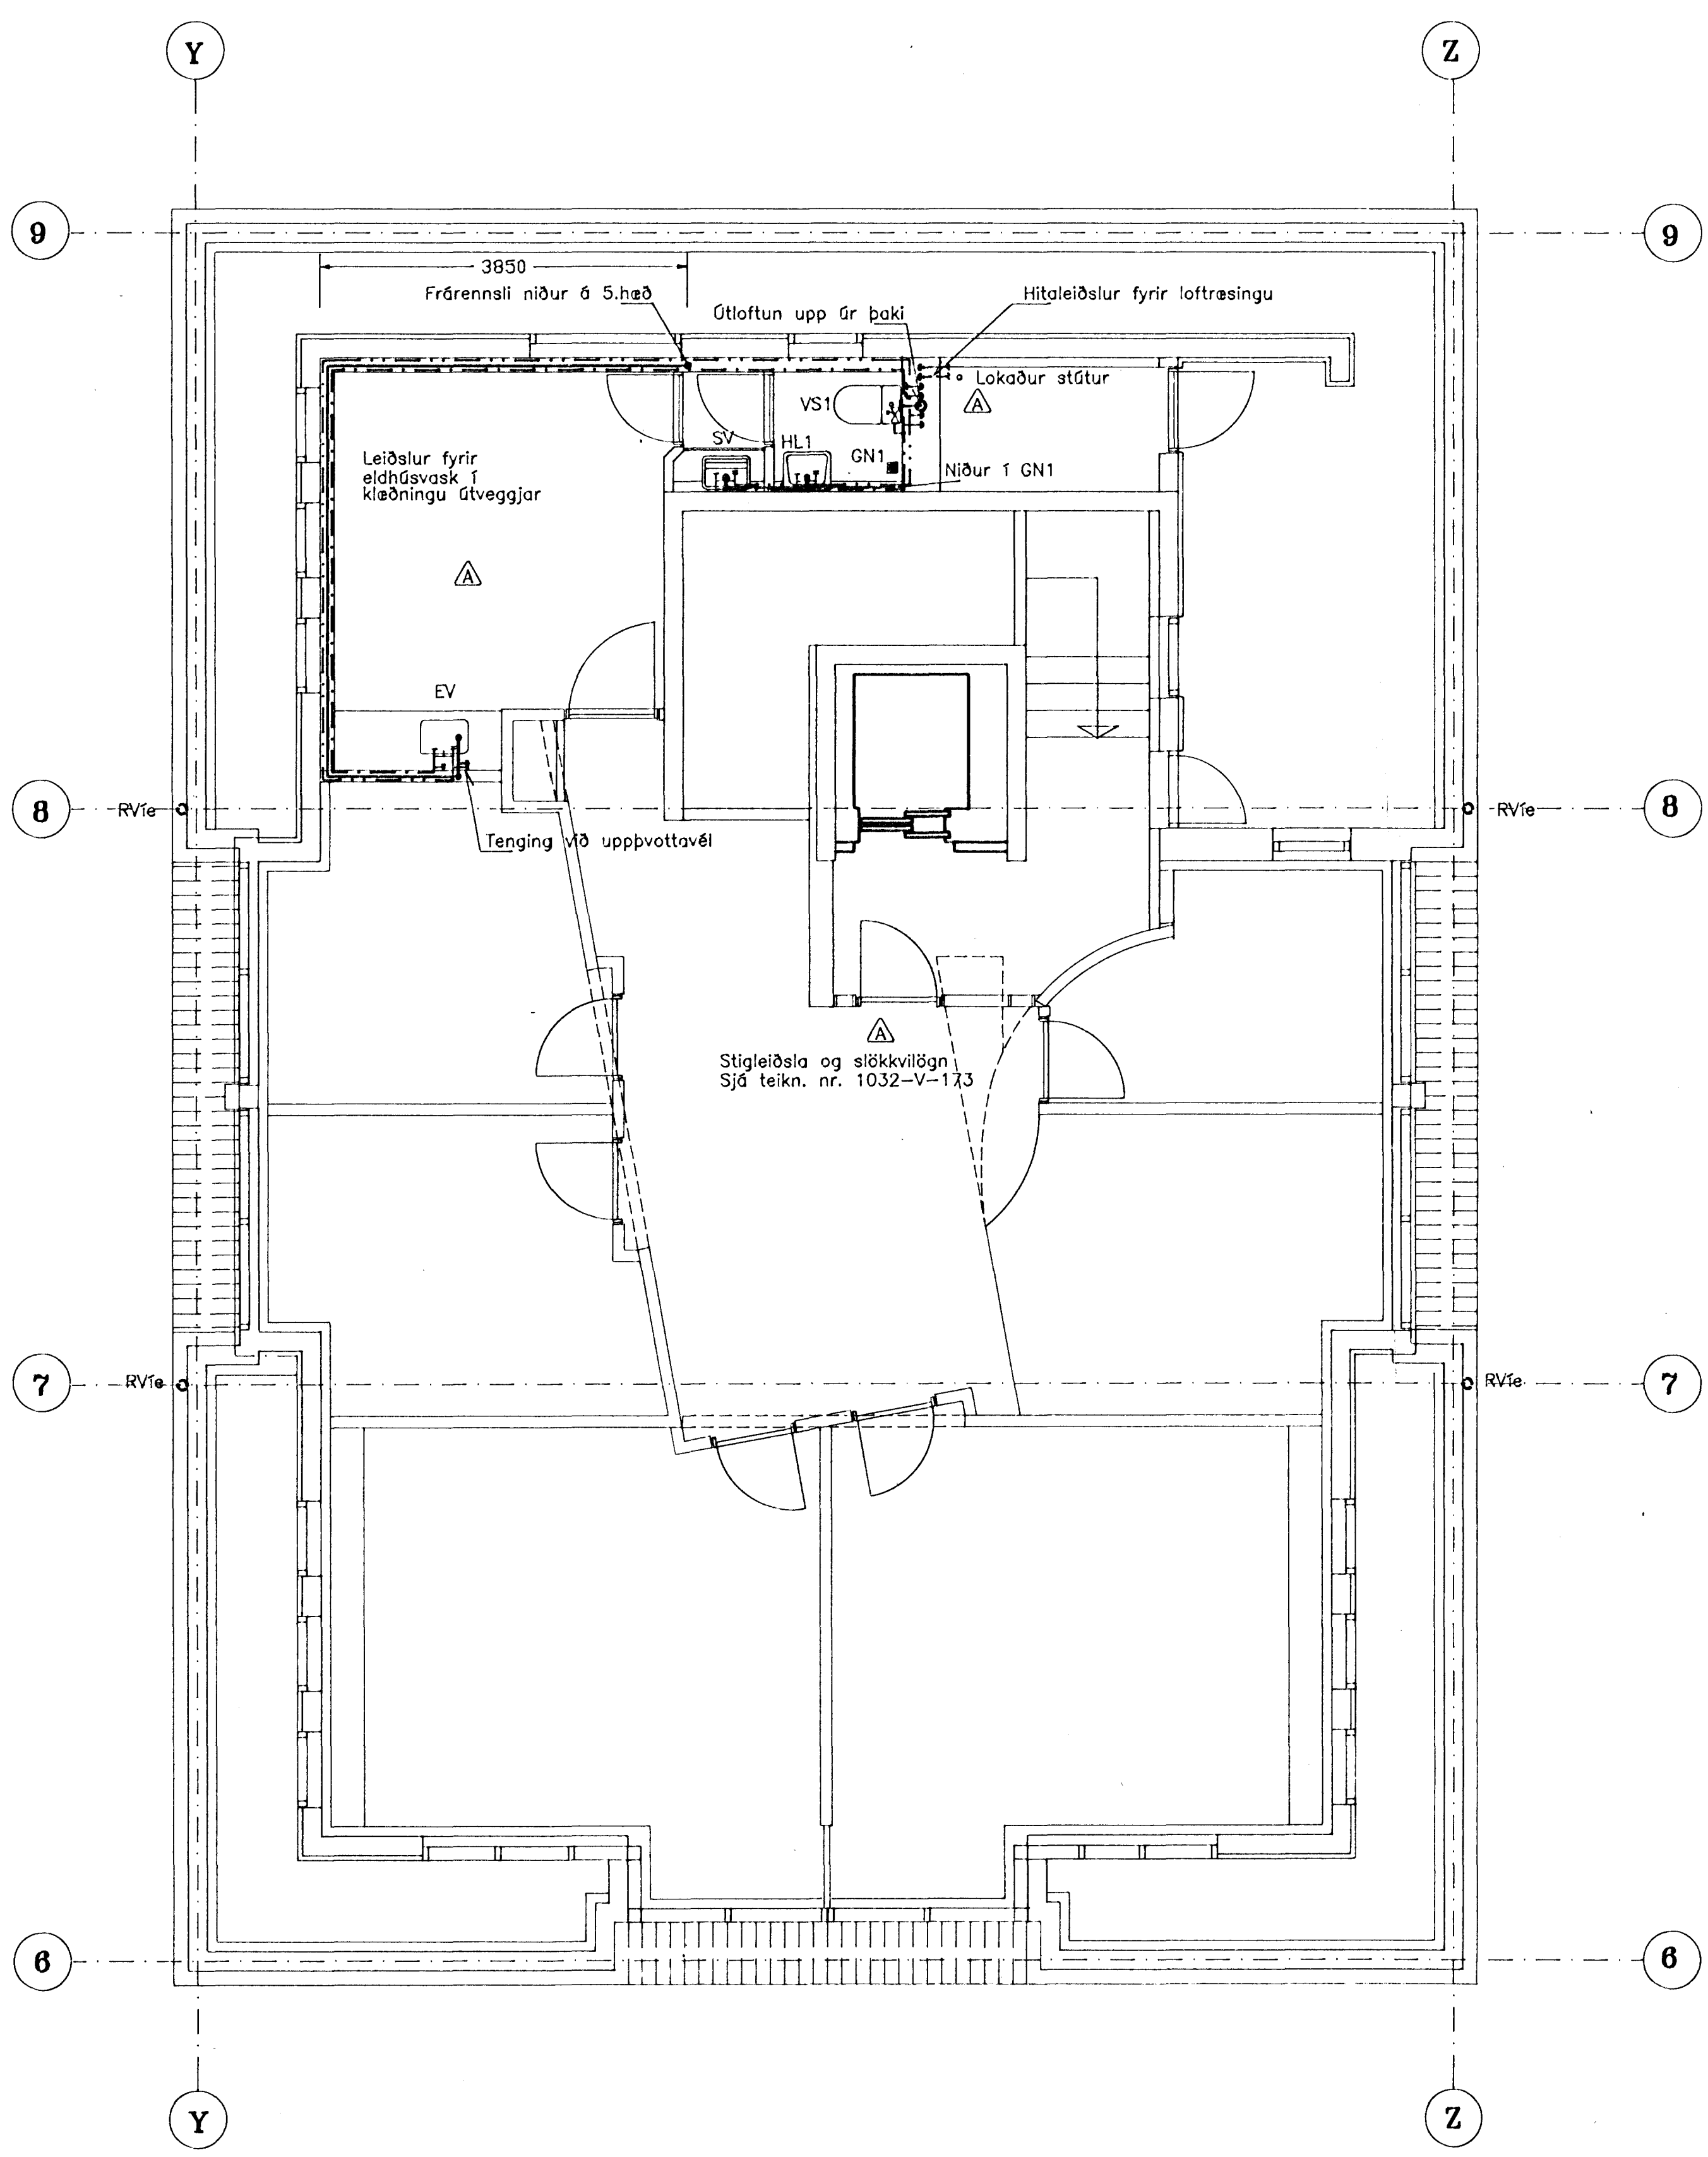 Y
Z
9
9
3850
Frárennsli niður á 5.hæð
Hitaleiðslur fyrir loftræsingu
Útloftun upp úr þaki
Lokaður stútur
A
VS1
SV
HL1
GN1
Niður í GN1
Leiðslur fyrir
eldhúsvask í
klæðningu útveggjar
A
EV
8
RVíe
RVíe
8
Tenging við uppþvottavél
A
Stigleiðsla og slökkvilögn
Sjá teikn. nr. 1032-V-173
7
RVíe
RVíe
7
6
6
Y
Z